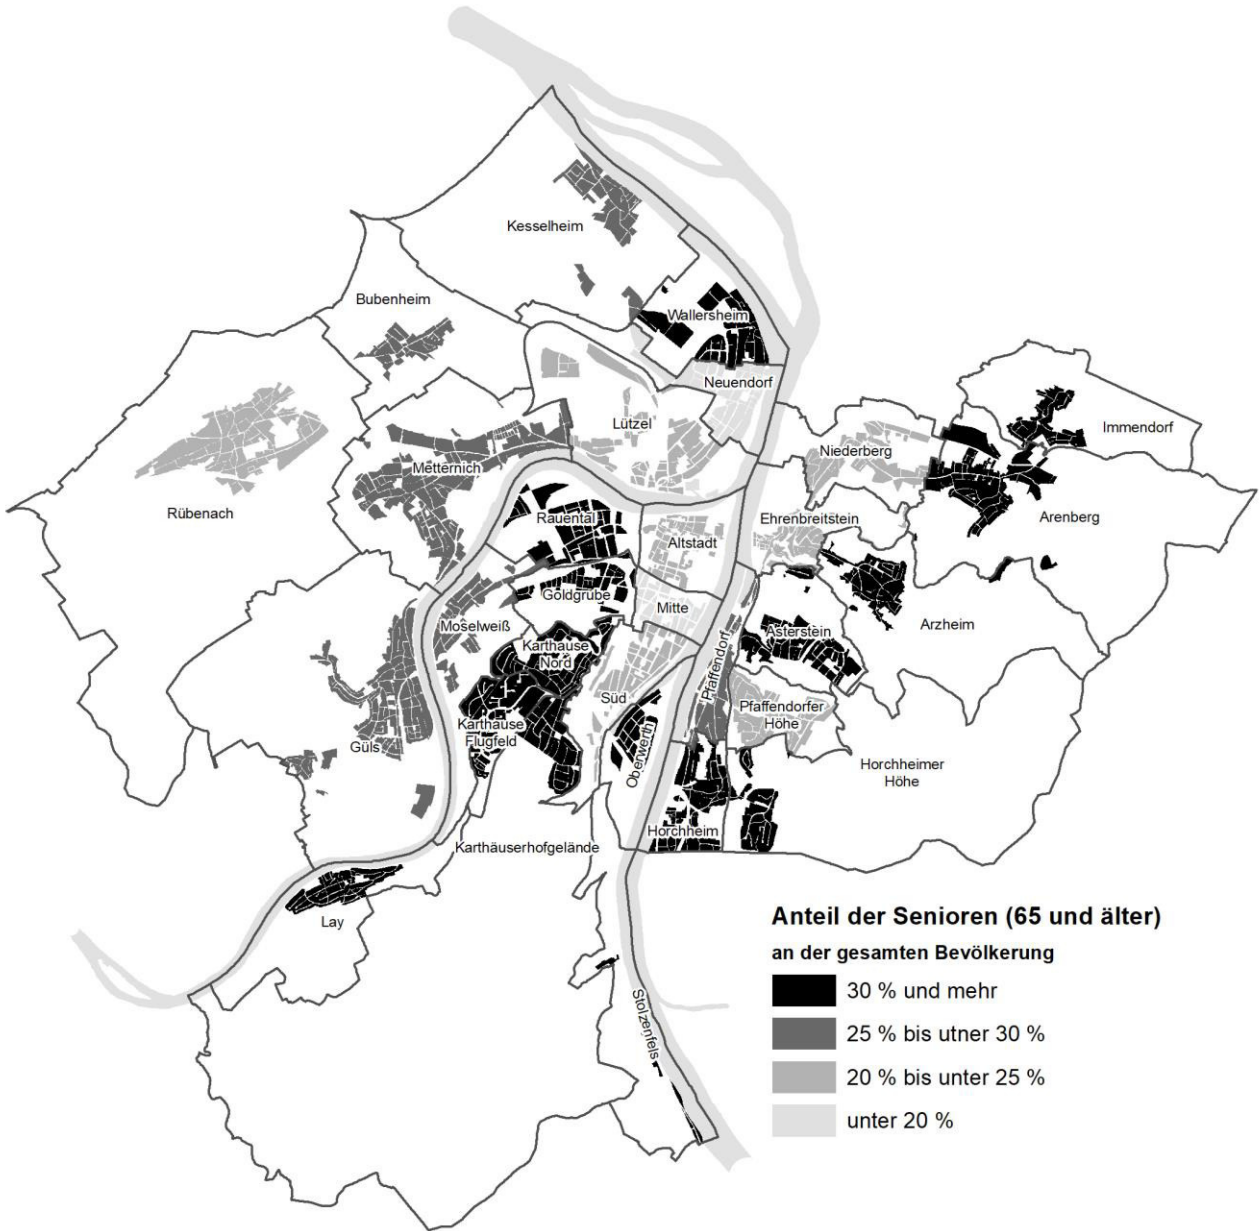 Kesselheim
Bubenheim
Wallersheim
Neuendorf
Lützel
Immendorf
Niederberg
Metternich
Rübenach
Rauental
Ehrenbreitstein
Arenberg
Altstadt
Goldgrube
Mitte
Moselweiß
Arzheim
Asterstein
Karthause
Nord
Pfaffendorf
Süd
Pfaffendorfer
Höhe
Karthause
Flugfeld
Güls
Oberwerth
Horchheimer
Höhe
Horchheim
Karthäuserhofgelände
Lay
Stolzenfels
Anteil der Senioren (65 und älter)
an der gesamten Bevölkerung
30 % und mehr
25 % bis utner 30 %
20 % bis unter 25 %
unter 20 %